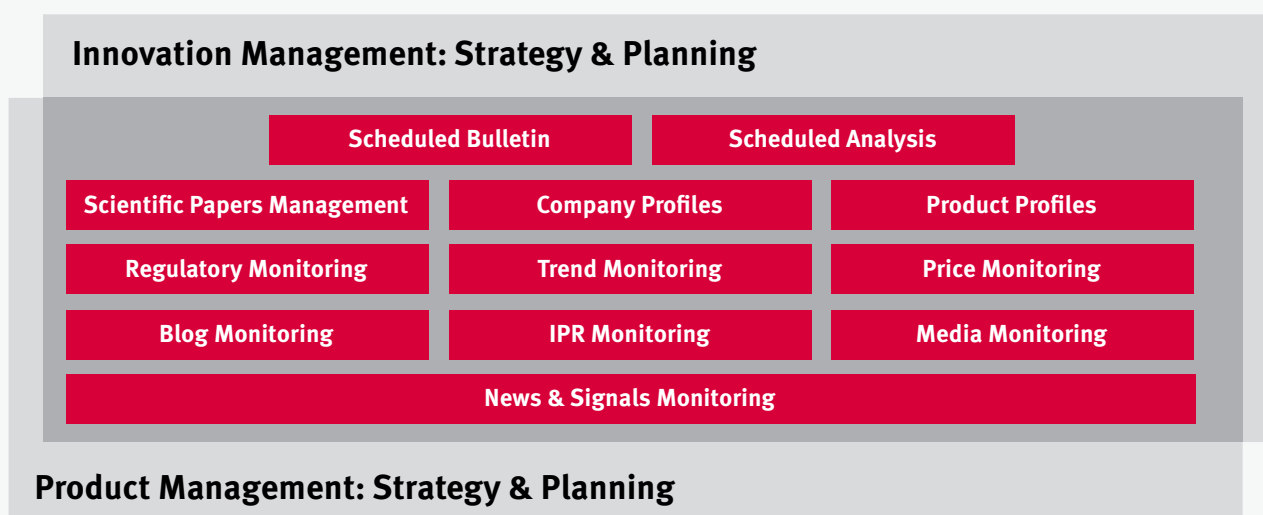 Innovation Management: Strategy & Planning
Scheduled Bulletin
Scheduled Analysis
Scientific Papers Management
Company Profiles
Product Profiles
Regulatory Monitoring
Trend Monitoring
Price Monitoring
Blog Monitoring
IPR Monitoring
Media Monitoring
News & Signals Monitoring
Product Management: Strategy & Planning